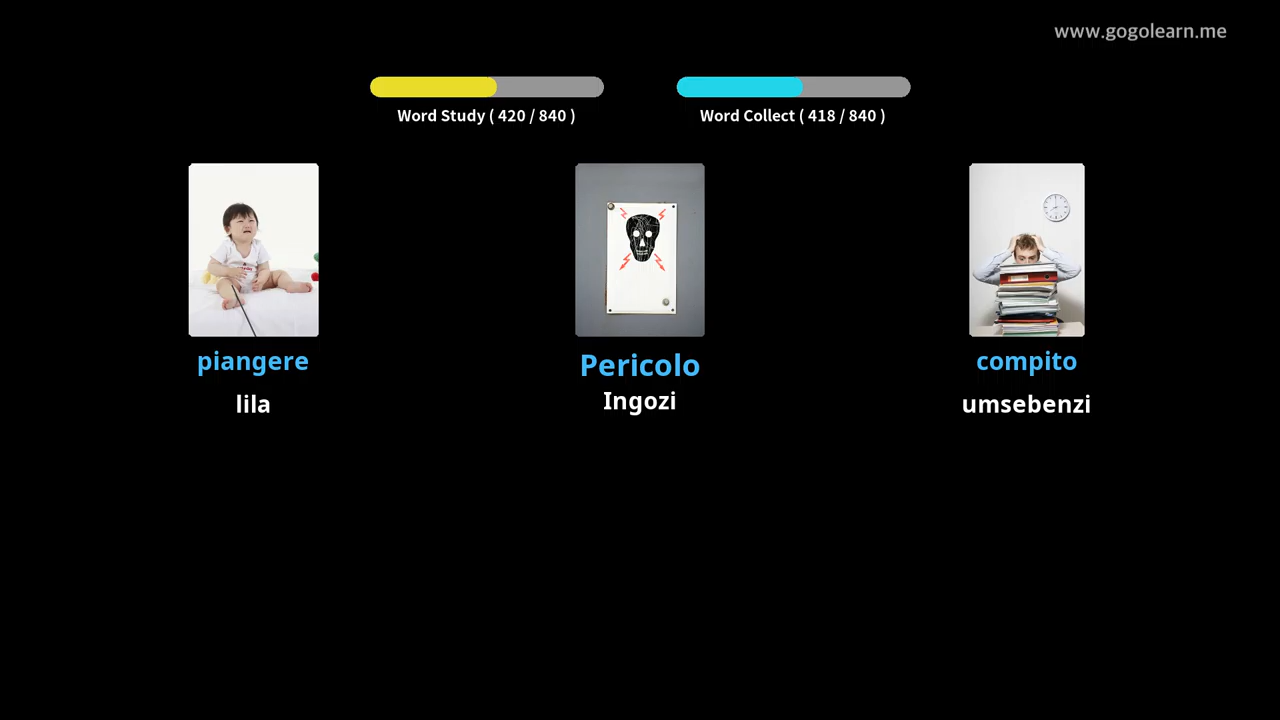 www.gogolearn.me
Word Study ( 420 / 840 )
Word Collect ( 418 / 840 )
piangere
lila
Pericolo
Ingozi
compito
umsebenzi